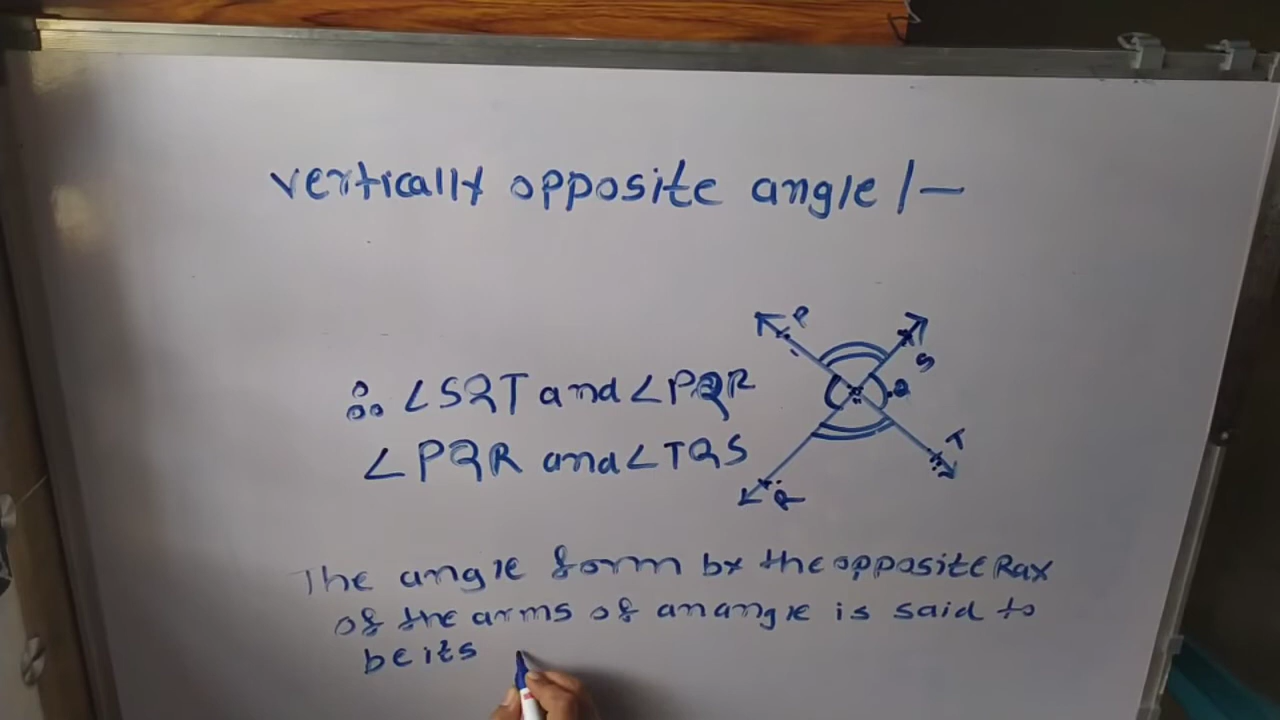 vertically opposite angle /-
P
S
∴ ∠SQT and ∠PQR
Q
∠PQR and ∠TQS
T
R
The angle form by the opposite Ray
of the arms of an angle is said to
be its